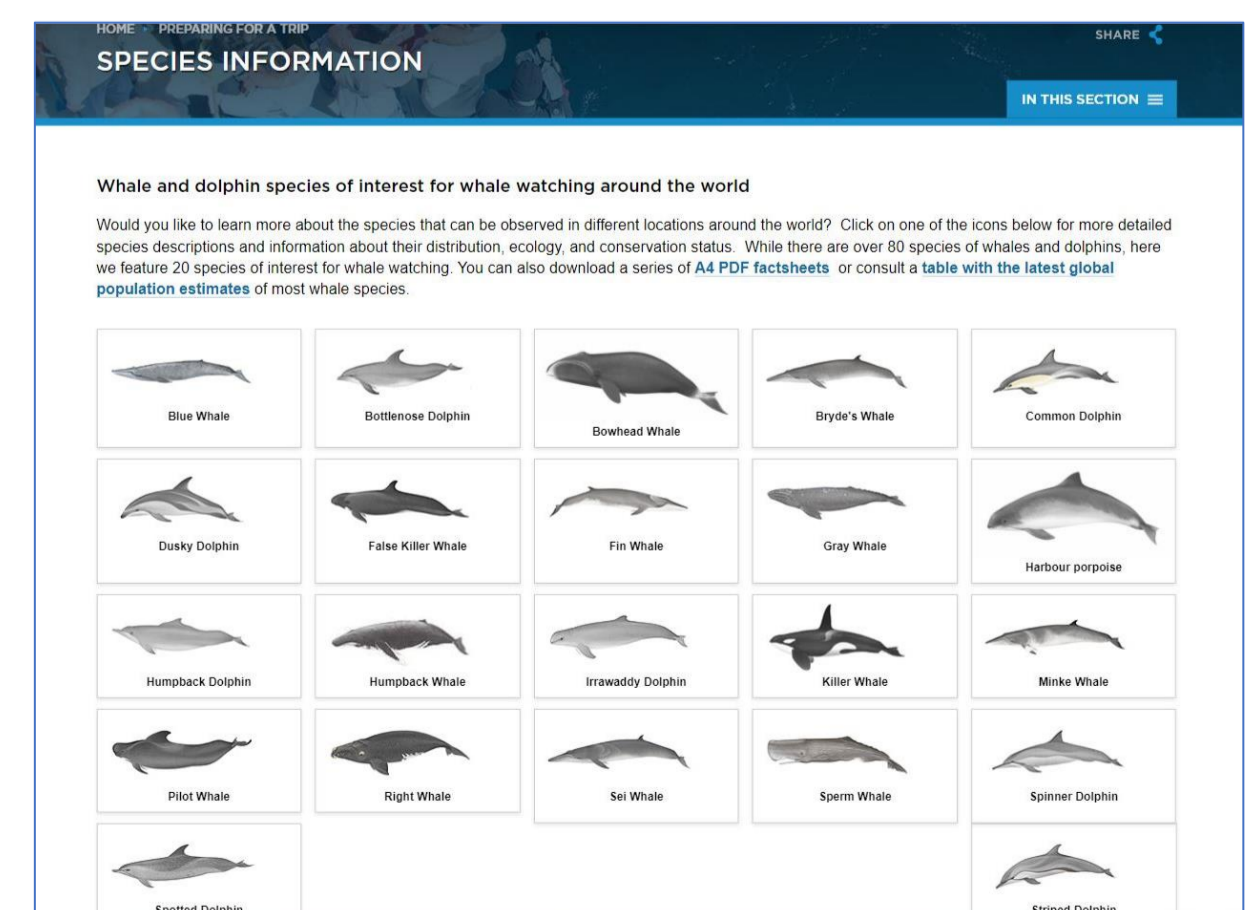 HOME • PREPARING FOR A TRIP
SHARE
SPECIES INFORMATION
IN THIS SECTION
Whale and dolphin species of interest for whale watching around the world
Would you like to learn more about the species that can be observed in different locations around the world? Click on one of the icons below for more detailed
species descriptions and information about their distribution, ecology, and conservation status. While there are over 80 species of whales and dolphins, here
we feature 20 species of interest for whale watching. You can also download a series of A4 PDF factsheets or consult a table with the latest global
population estimates of most whale species.
Blue Whale
Bottlenose Dolphin
Bowhead Whale
Bryde's Whale
Common Dolphin
Dusky Dolphin
False Killer Whale
Fin Whale
Gray Whale
Harbour porpoise
Humpback Dolphin
Humpback Whale
Irrawaddy Dolphin
Killer Whale
Minke Whale
Pilot Whale
Right Whale
Sei Whale
Sperm Whale
Spinner Dolphin
Spotted Dolphin
Striped Dolphin